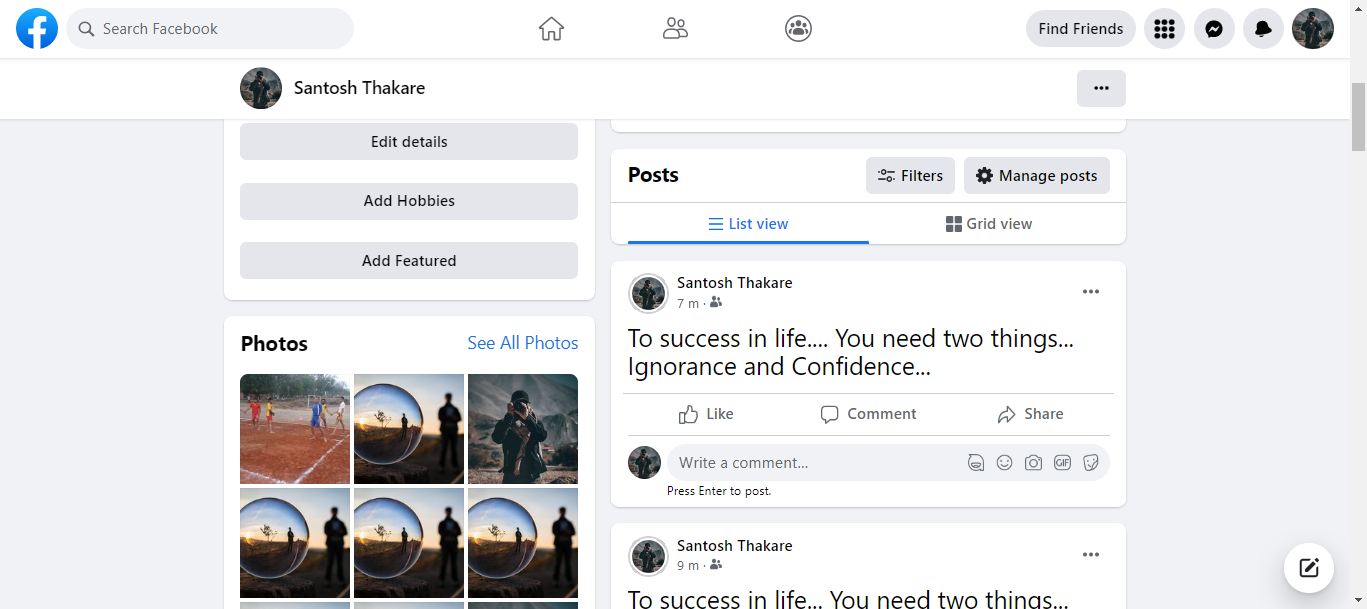 Search Facebook
Find Friends
Santosh Thakare
Edit details
Add Hobbies
Add Featured
Photos
See All Photos
Posts
Filters
Manage posts
List view
Grid view
Santosh Thakare
7 m ·
To success in life.... You need two things...
Ignorance and Confidence...
Like
Comment
Share
Write a comment...
GIF
Press Enter to post.
Santosh Thakare
9 m ·
To success in life... You need two things...